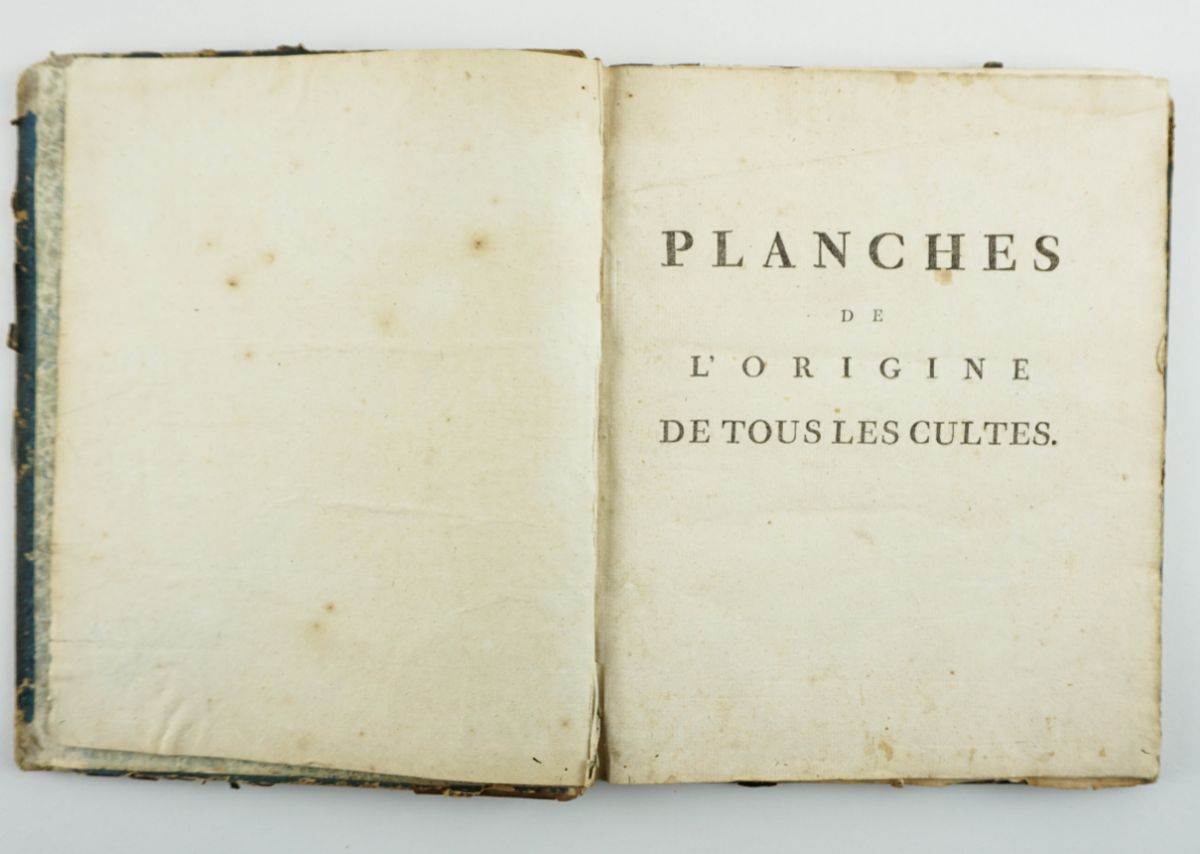 PLANCHES
DE
L'ORIGINE
DE TOUS LES CULTES.